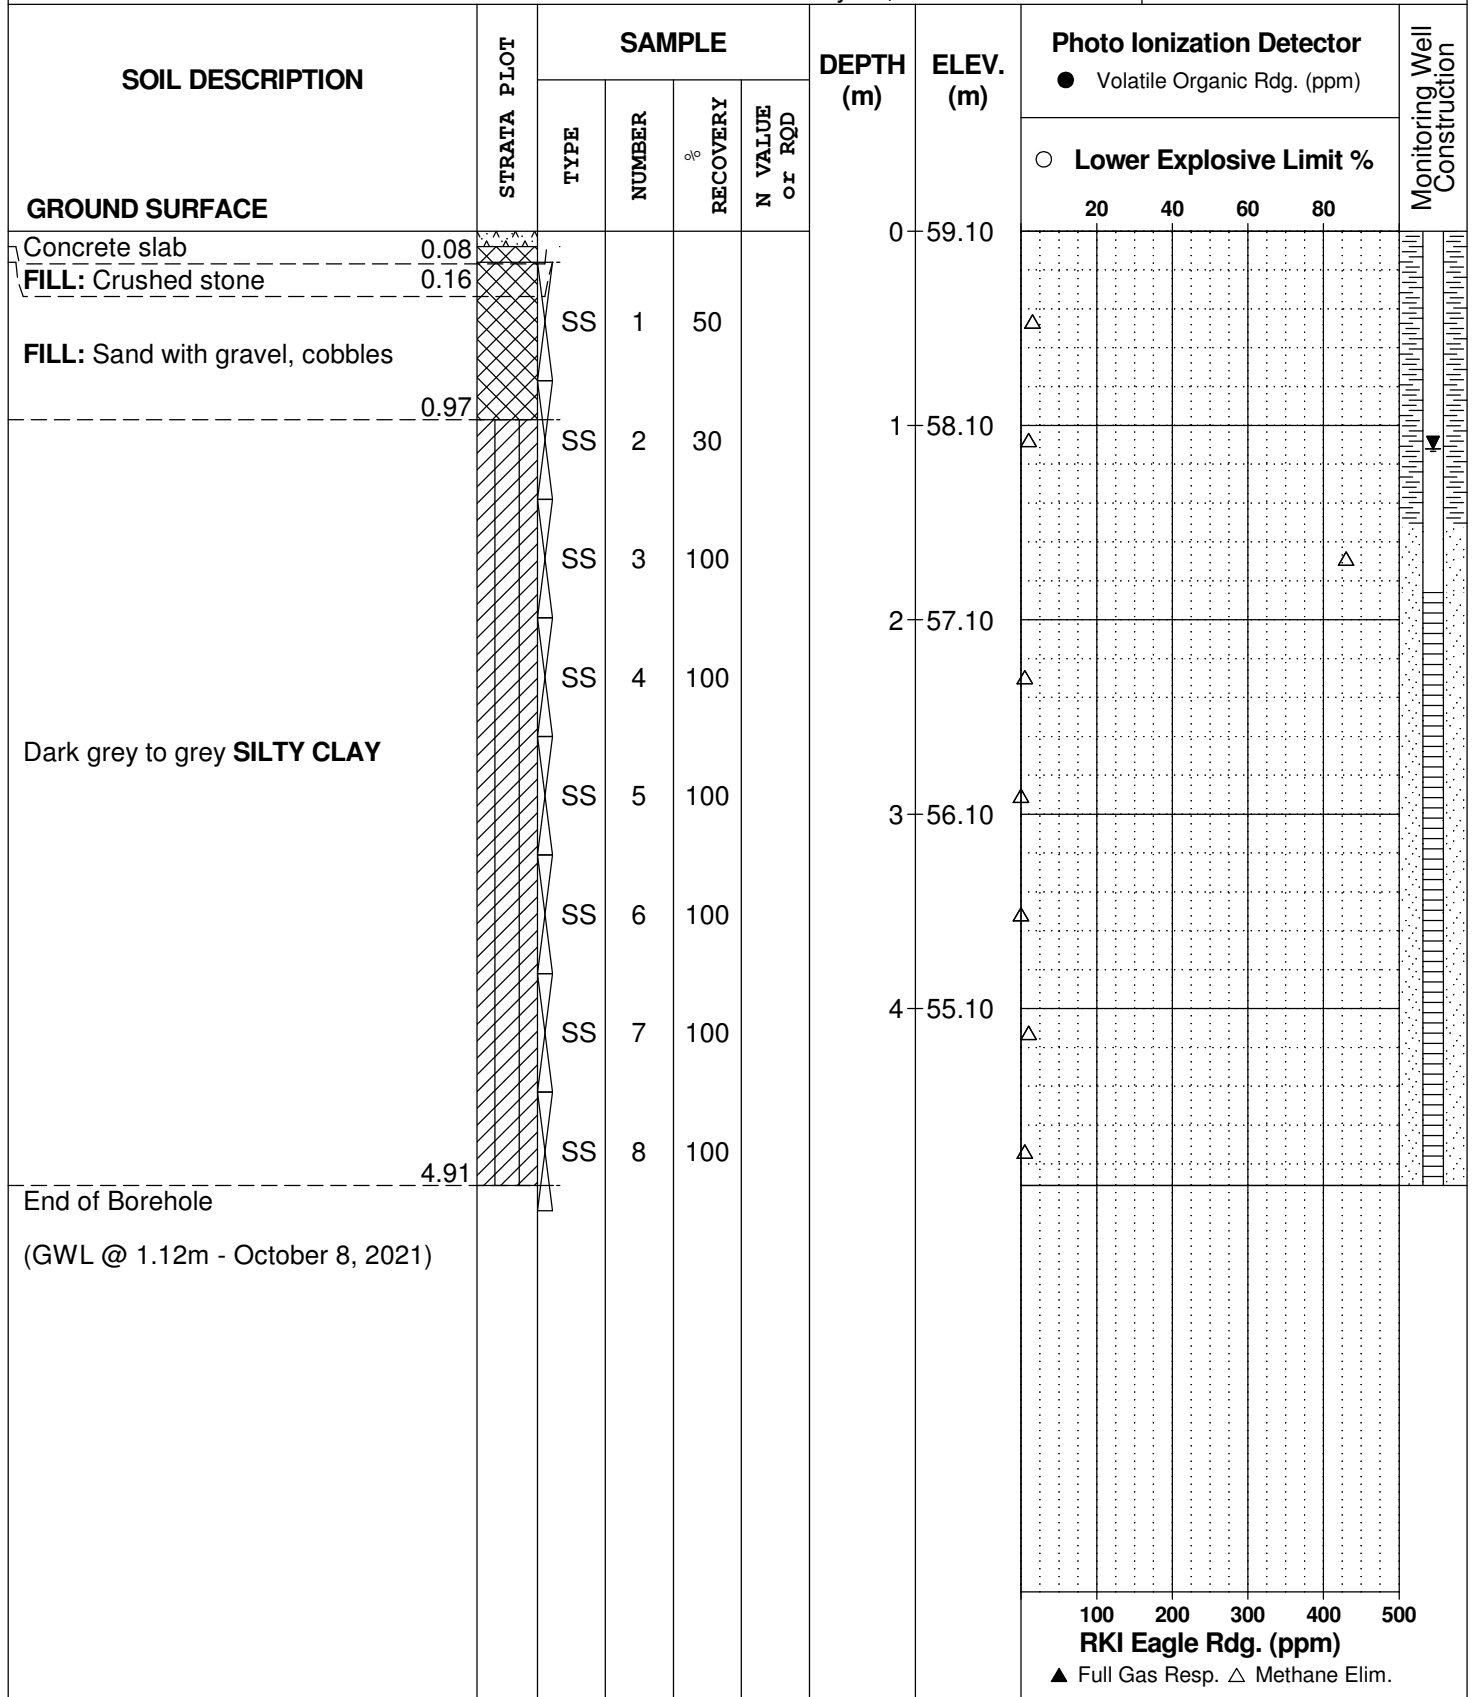 SOIL DESCRIPTION
GROUND SURFACE
STRATA PLOT
SAMPLE
TYPE
NUMBER
%
RECOVERY
N VALUE
or RQD
DEPTH
(m)
ELEV.
(m)
Photo Ionization Detector
● Volatile Organic Rdg. (ppm)
○ Lower Explosive Limit %
20 40 60 80
Monitoring Well
Construction
0 59.10
Concrete slab 0.08
FILL: Crushed stone 0.16
SS 1 50
FILL: Sand with gravel, cobbles
0.97
1 58.10
SS 2 30
SS 3 100
2 57.10
SS 4 100
Dark grey to grey SILTY CLAY
SS 5 100
3 56.10
SS 6 100
4 55.10
SS 7 100
SS 8 100
4.91
End of Borehole
(GWL @ 1.12m - October 8, 2021)
100 200 300 400 500
RKI Eagle Rdg. (ppm)
▲ Full Gas Resp. △ Methane Elim.